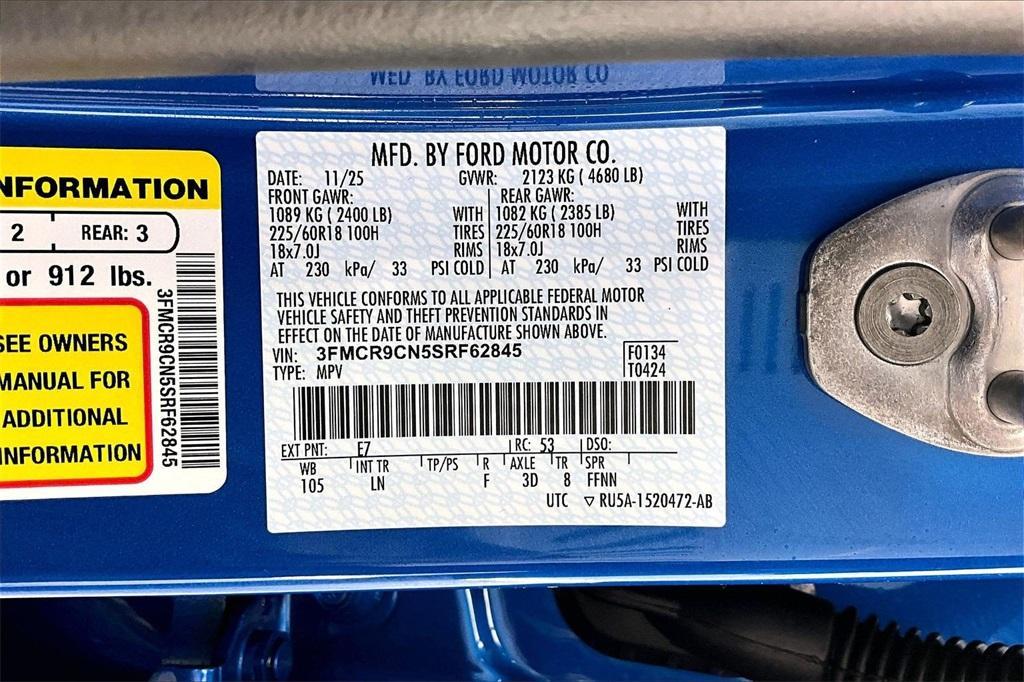 MFD. BY FORD MOTOR CO.
DATE: 11/25 GVWR: 2123 KG ( 4680 LB)
FRONT GAWR: REAR GAWR:
1089 KG ( 2400 LB) WITH 1082 KG ( 2385 LB) WITH
225/60R18 100H TIRES 225/60R18 100H TIRES
18x7.0J RIMS 18x7.0J RIMS
AT 230 kPa/ 33 PSI COLD AT 230 kPa/ 33 PSI COLD
THIS VEHICLE CONFORMS TO ALL APPLICABLE FEDERAL MOTOR
VEHICLE SAFETY AND THEFT PREVENTION STANDARDS IN
EFFECT ON THE DATE OF MANUFACTURE SHOWN ABOVE.
VIN: 3FMCR9CN5SRF62845 F0134
TYPE: MPV T0424
EXT PNT: E7 RC: 53 DSO:
WB INT TR TP/PS R AXLE TR SPR
105 LN F 3D 8 FFNN
UTC ▽ RU5A-1520472-AB
NFORMATION
2 REAR: 3
or 912 lbs.
SEE OWNERS
MANUAL FOR
ADDITIONAL
INFORMATION
3FMCR9CN5SRF62845